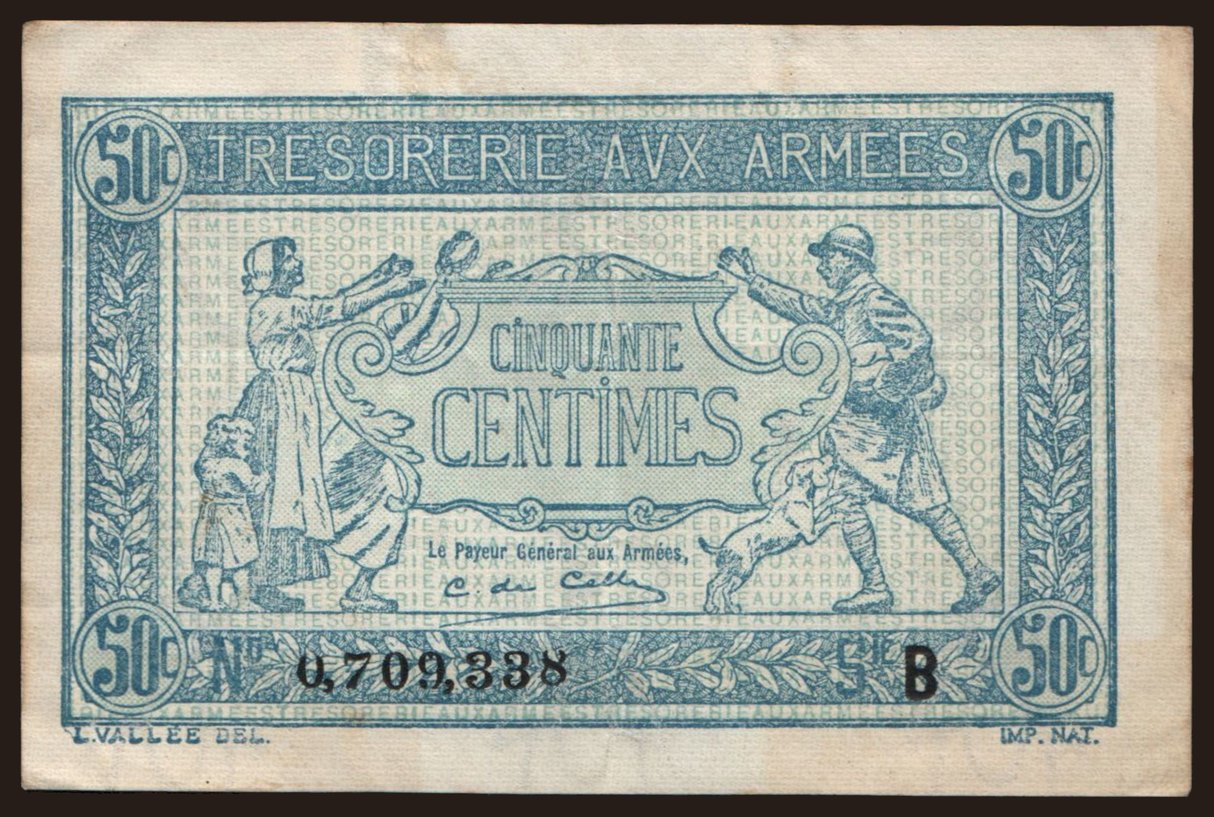 50c TRESORERIE AVX ARMEES 50c
CINQUANTE
CENTIMES
Le Payeur Général aux Armées,
50c No 0,709,338 Sie B 50c
L.VALLÉE DEL. IMP. NAT.